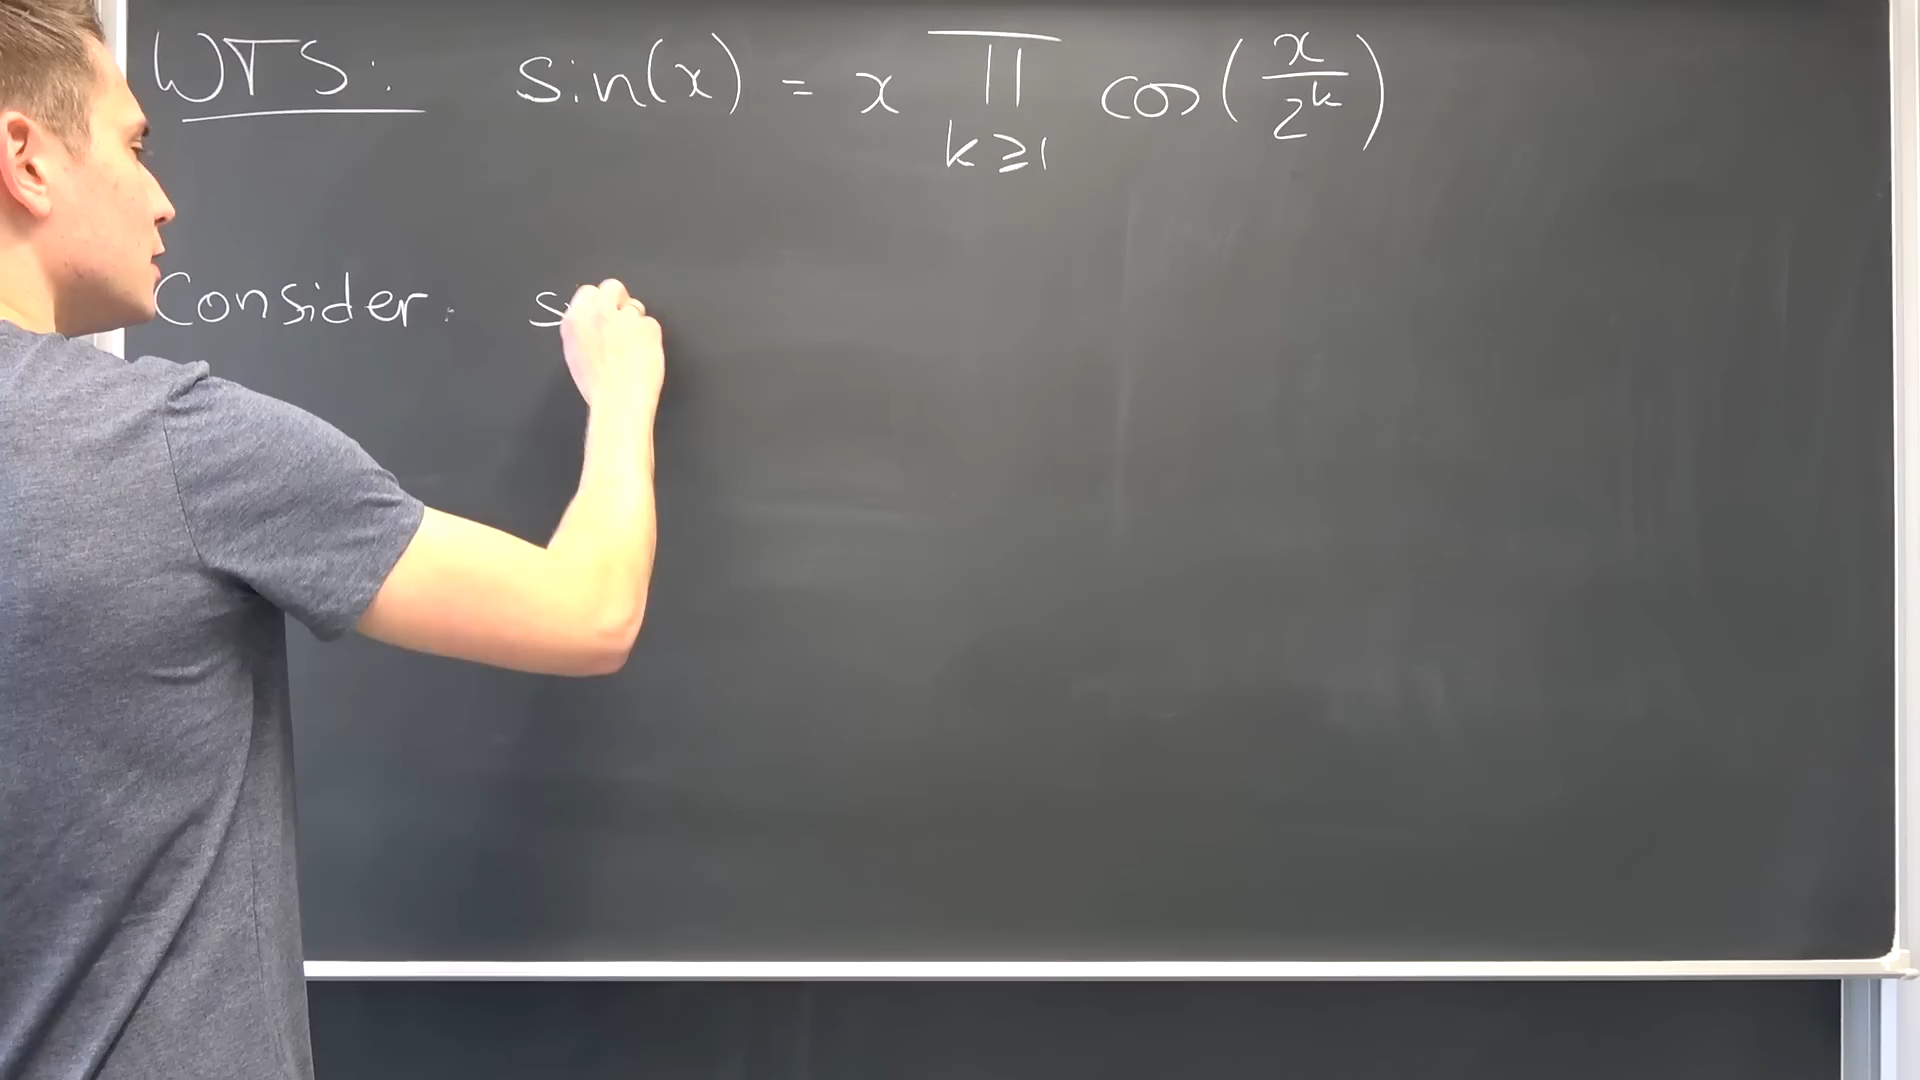 WTS: sin(x) = x ∏ cos(x/2^k)
k ≥ 1
Consider: s